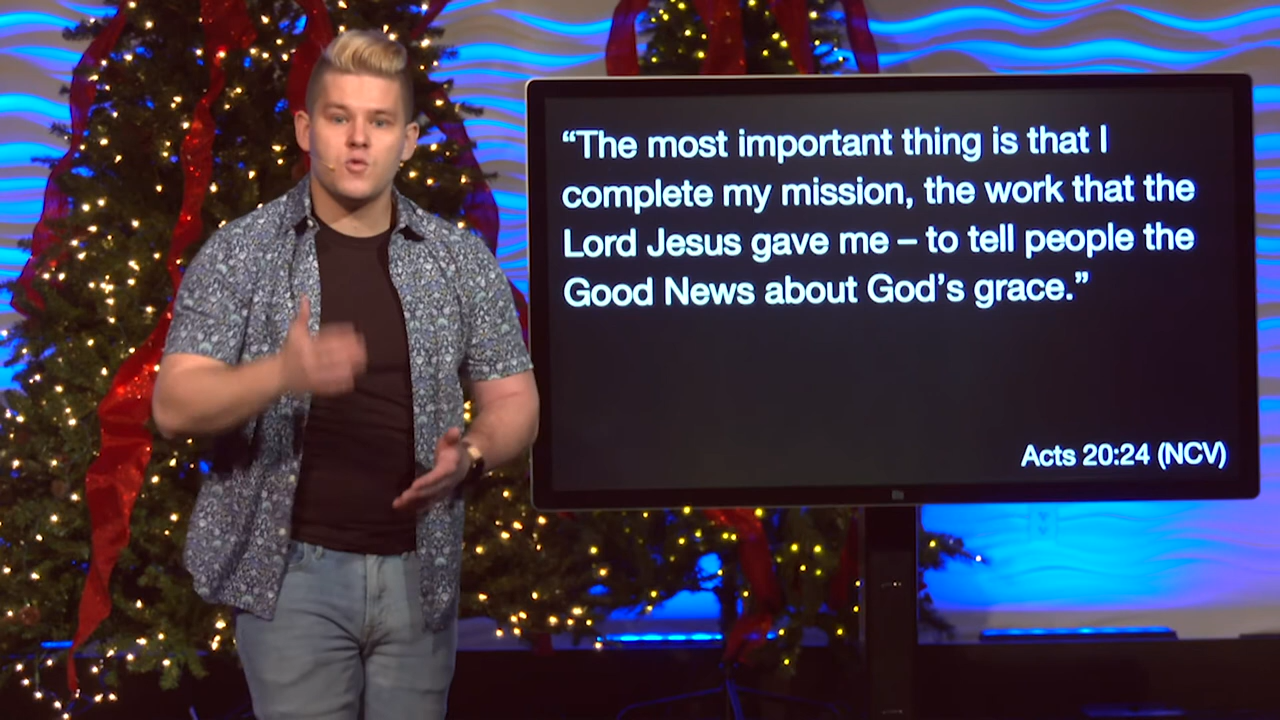 “The most important thing is that I
complete my mission, the work that the
Lord Jesus gave me – to tell people the
Good News about God’s grace.”
Acts 20:24 (NCV)